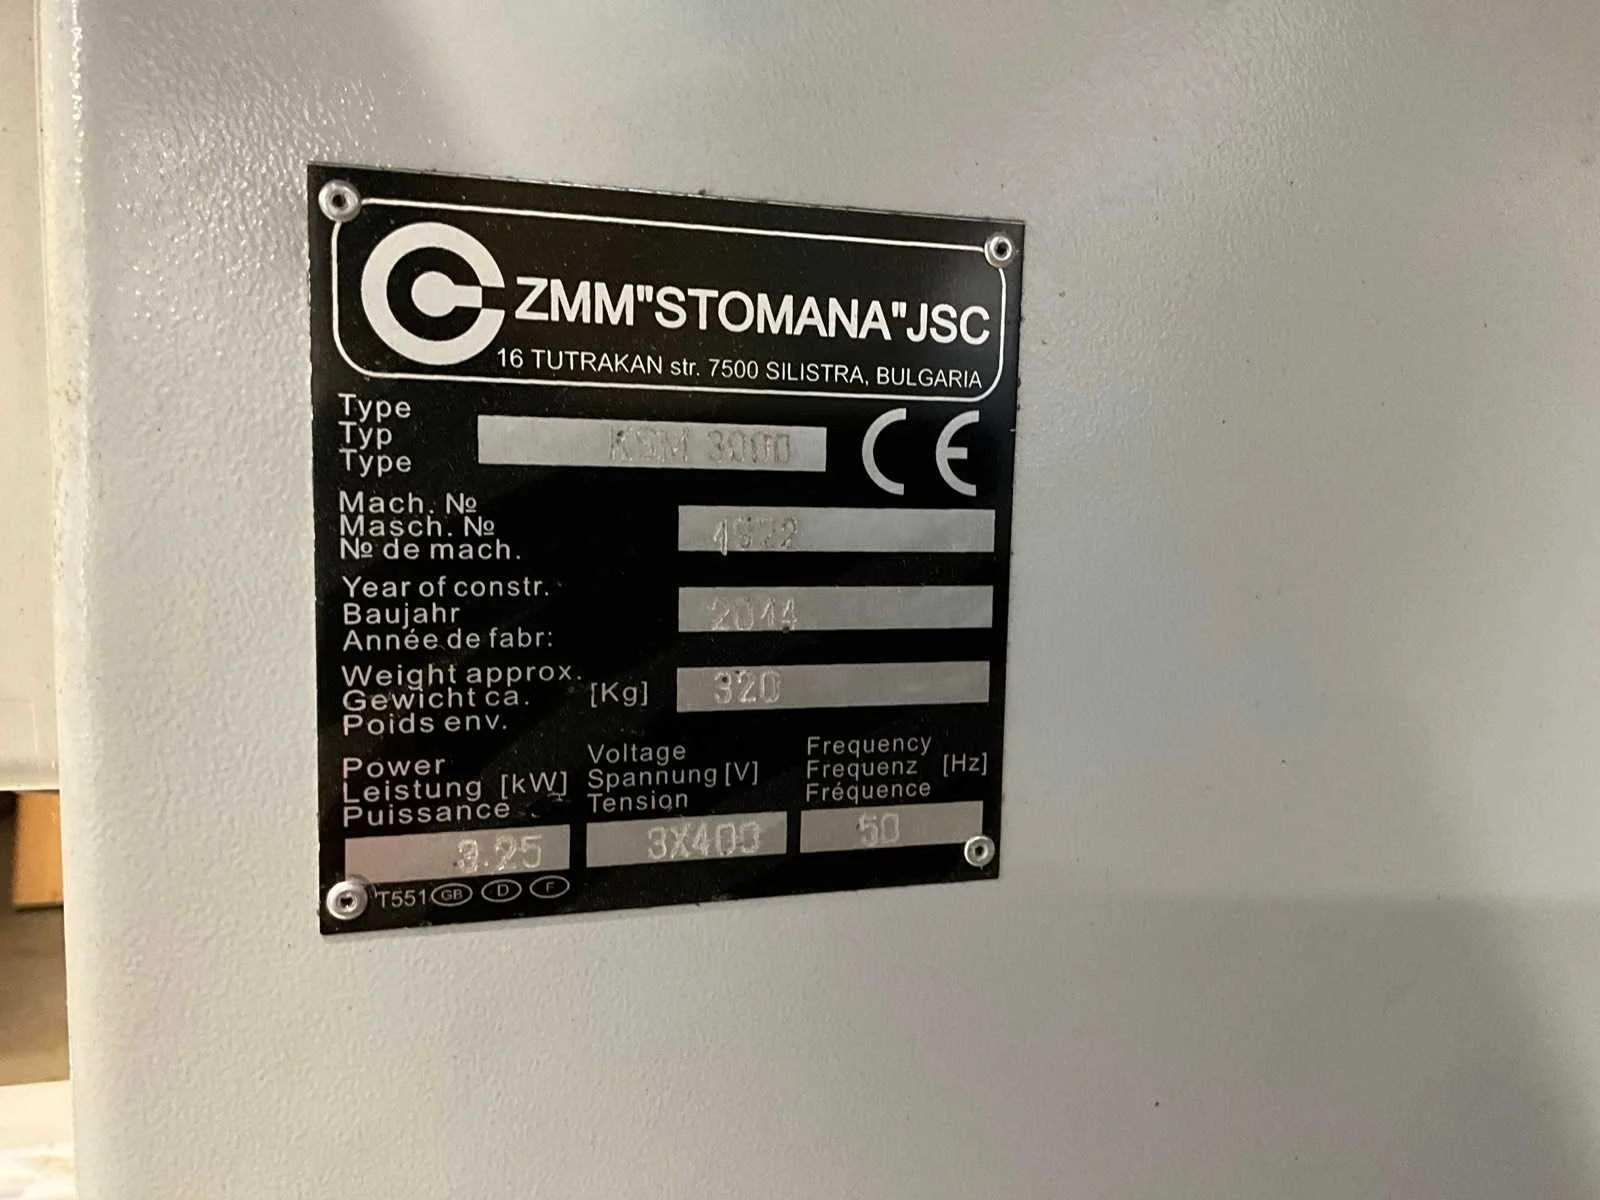 ZMM"STOMANA"JSC
16 TUTRAKAN str. 7500 SILISTRA, BULGARIA
Type
Typ
Type
KSM 3000
CE
Mach. №
Masch. №
№ de mach.
1922
Year of constr.
Baujahr
Année de fabr:
2014
Weight approx.
Gewicht ca. [Kg]
Poids env.
320
Power
Leistung [kW]
Puissance
3.25
Voltage
Spannung [V]
Tension
3X400
Frequency
Frequenz [Hz]
Fréquence
50
T551 GB D F